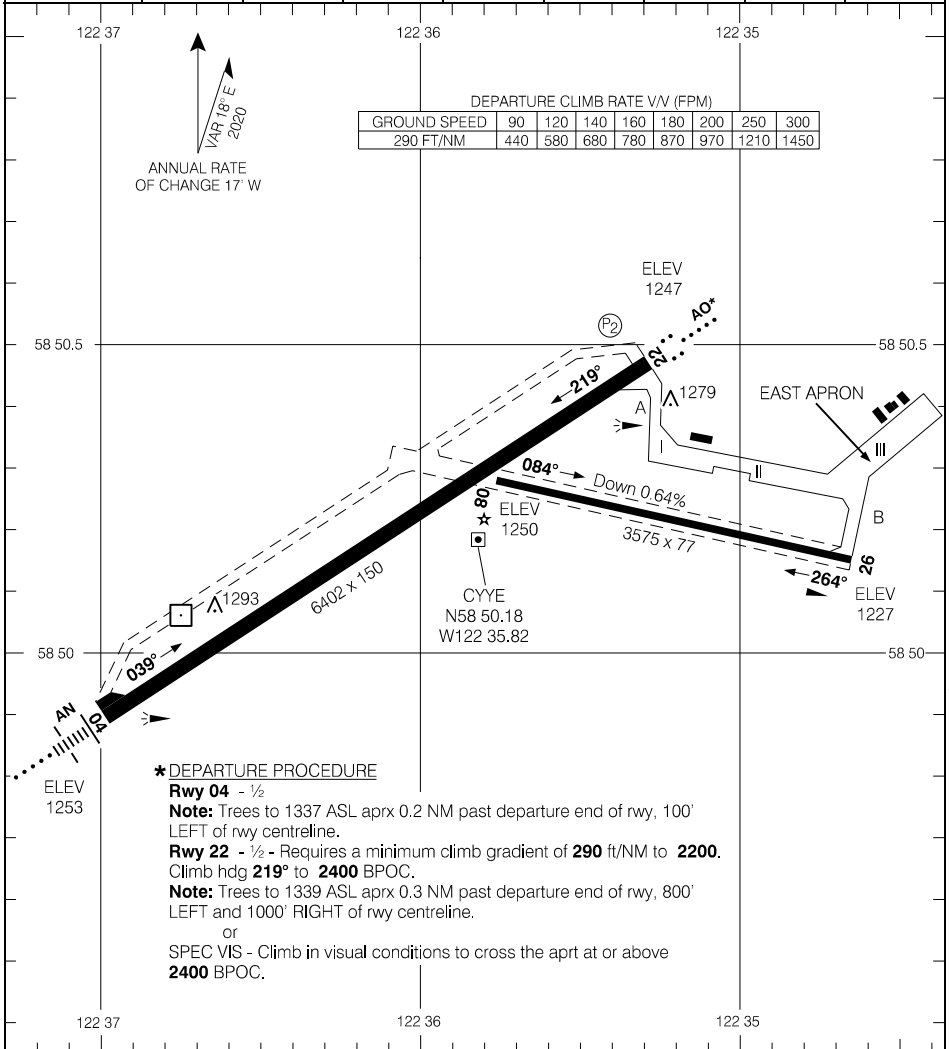 122 37
122 36
122 35
VAR 18° E
2020
ANNUAL RATE
OF CHANGE 17' W
DEPARTURE CLIMB RATE V/V (FPM)
GROUND SPEED 90 120 140 160 180 200 250 300
290 FT/NM 440 580 680 780 870 970 1210 1450
ELEV
1247
AO*
P2
58 50.5
58 50.5
22
219°
1279
EAST APRON
A
I
II
III
084°
Down 0.64%
08
ELEV
1250
3575 x 77
B
26
264°
ELEV
1227
6402 x 150
CYYE
N58 50.18
W122 35.82
1293
58 50
58 50
039°
AN
04
ELEV
1253
* DEPARTURE PROCEDURE
Rwy 04 - ½
Note: Trees to 1337 ASL aprx 0.2 NM past departure end of rwy, 100'
LEFT of rwy centreline.
Rwy 22 - ½ - Requires a minimum climb gradient of 290 ft/NM to 2200.
Climb hdg 219° to 2400 BPOC.
Note: Trees to 1339 ASL aprx 0.3 NM past departure end of rwy, 800'
LEFT and 1000' RIGHT of rwy centreline.
or
SPEC VIS - Climb in visual conditions to cross the aprt at or above
2400 BPOC.
122 37
122 36
122 35